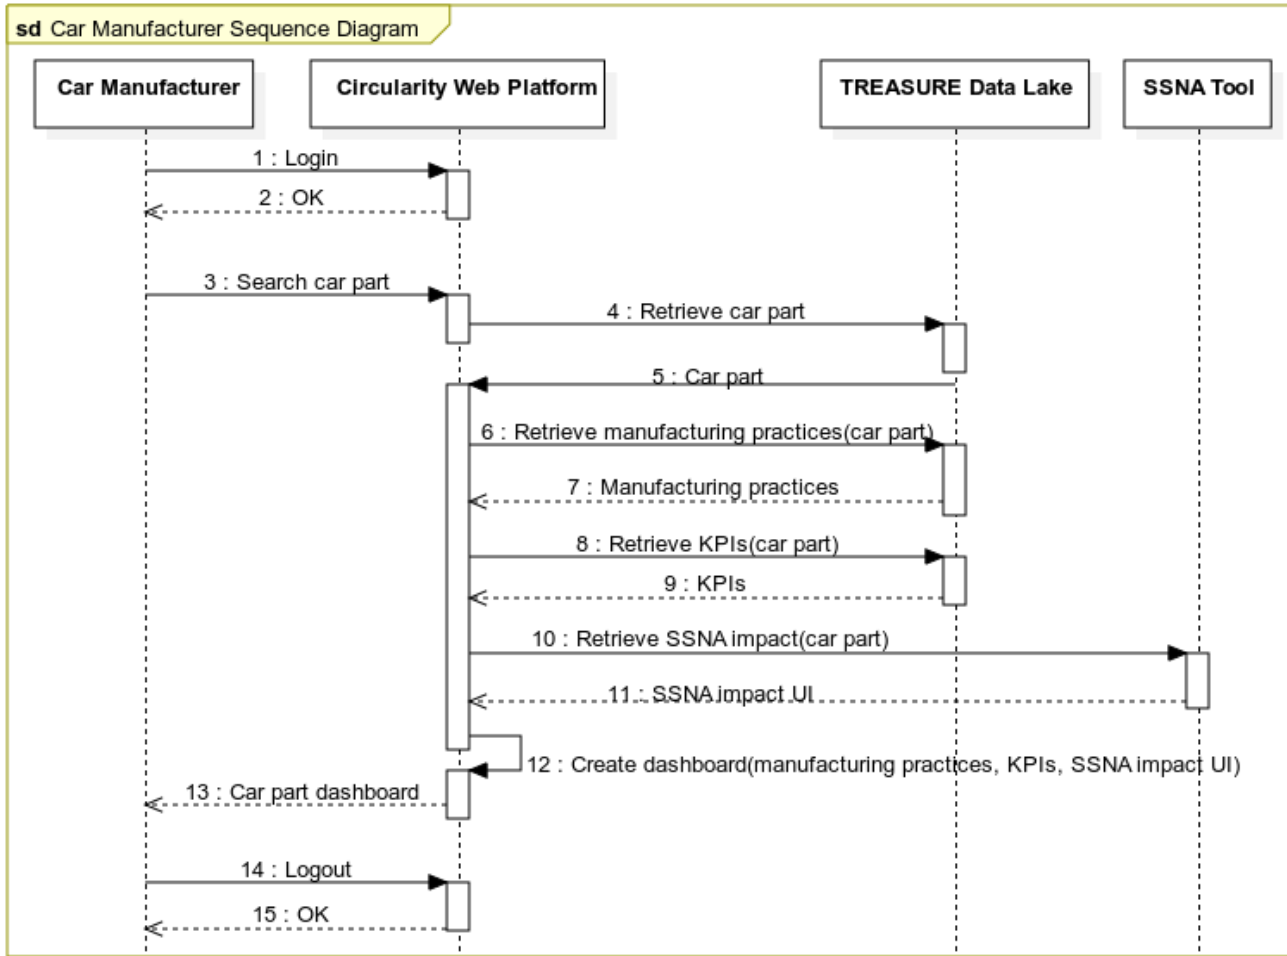 sd Car Manufacturer Sequence Diagram
Car Manufacturer
Circularity Web Platform
TREASURE Data Lake
SSNA Tool
1 : Login
2 : OK
3 : Search car part
4 : Retrieve car part
5 : Car part
6 : Retrieve manufacturing practices(car part)
7 : Manufacturing practices
8 : Retrieve KPIs(car part)
9 : KPIs
10 : Retrieve SSNA impact(car part)
11 : SSNA impact UI
12 : Create dashboard(manufacturing practices, KPIs, SSNA impact UI)
13 : Car part dashboard
14 : Logout
15 : OK